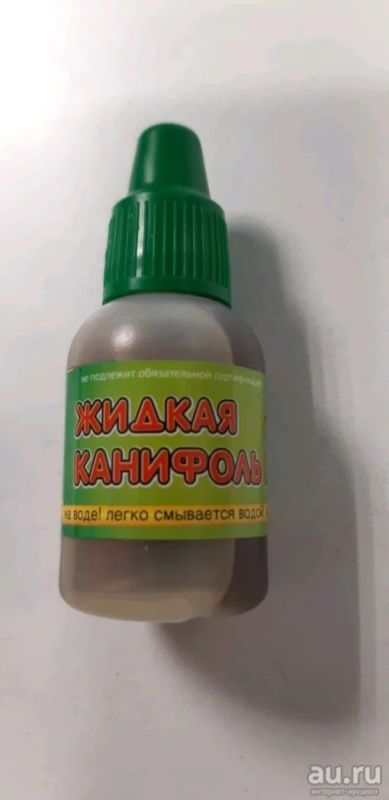 не подлежит обязательной сертификации
ЖИДКАЯ
КАНИФОЛЬ
на воде! легко смывается водой
au.ru
интернет-аукцион